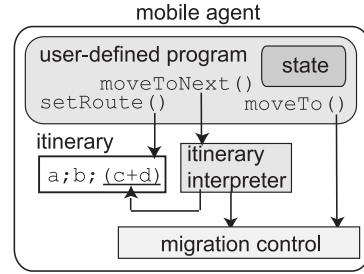 mobile agent
user-defined program
state
moveToNext()
setRoute()
moveTo()
itinerary
a;b;(c+d)
itinerary
interpreter
migration control